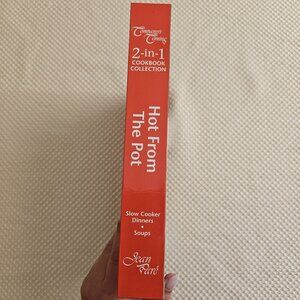 Company's
Coming
2-in-1
COOKBOOK
COLLECTION
Hot From
The Pot
Slow Cooker
Dinners
•
Soups
Jean
Paré